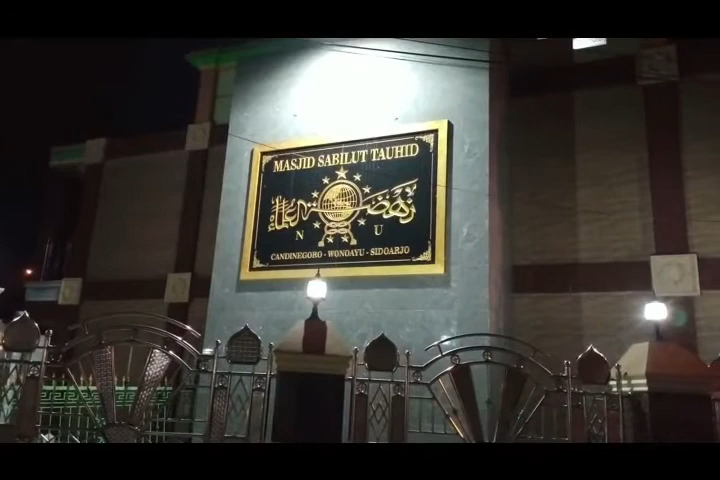 MASJID SABILUT TAUHID
نهضة العلماء
N U
CANDINEGORO - WONOAYU - SIDOARJO